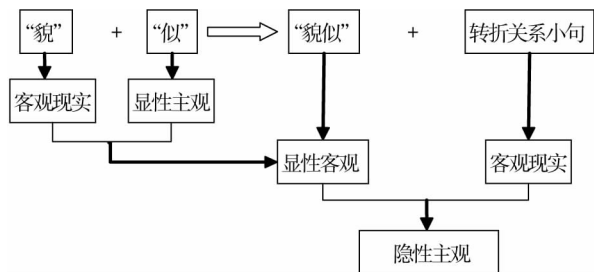 “貌” + “似” “貌似” + 转折关系小句
客观现实 显性主观
显性客观 客观现实
隐性主观